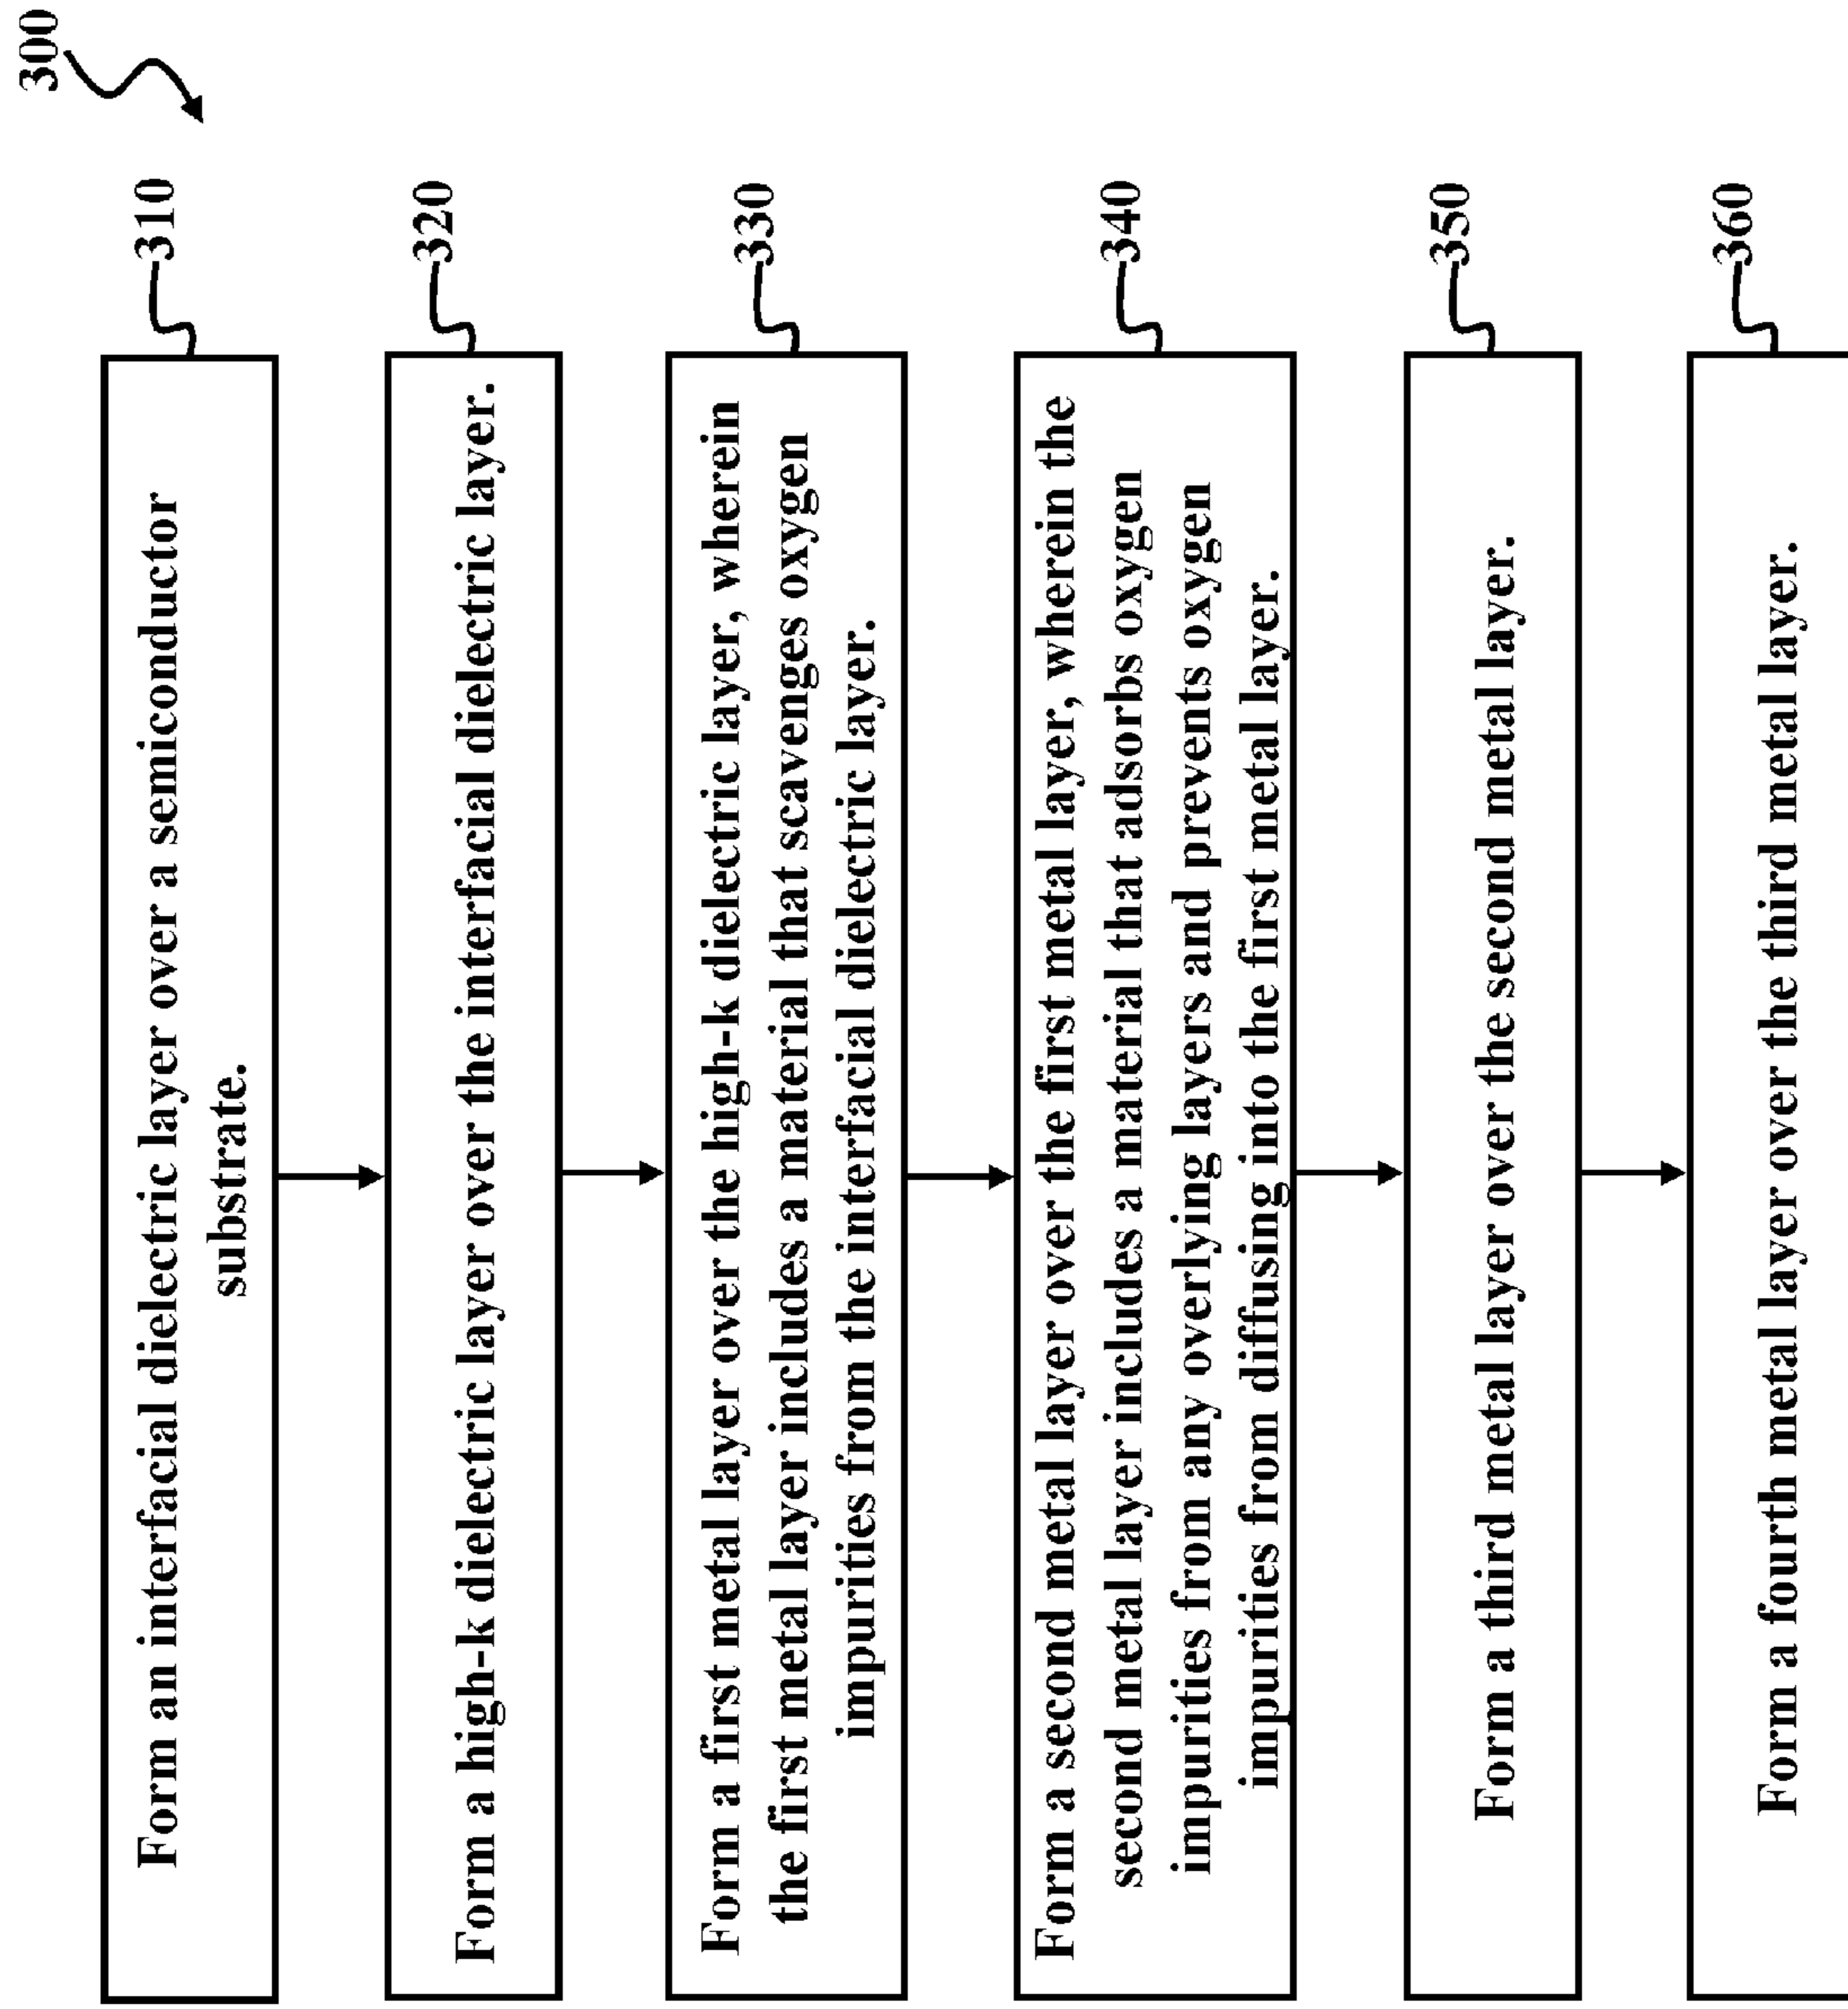 300
310
Form an interfacial dielectric layer over a semiconductor
substrate.
320
Form a high-k dielectric layer over the interfacial dielectric layer.
330
Form a first metal layer over the high-k dielectric layer, wherein
the first metal layer includes a material that scavenges oxygen
impurities from the interfacial dielectric layer.
340
Form a second metal layer over the first metal layer, wherein the
second metal layer includes a material that adsorbs oxygen
impurities from any overlying layers and prevents oxygen
impurities from diffusing into the first metal layer.
350
Form a third metal layer over the second metal layer.
360
Form a fourth metal layer over the third metal layer.